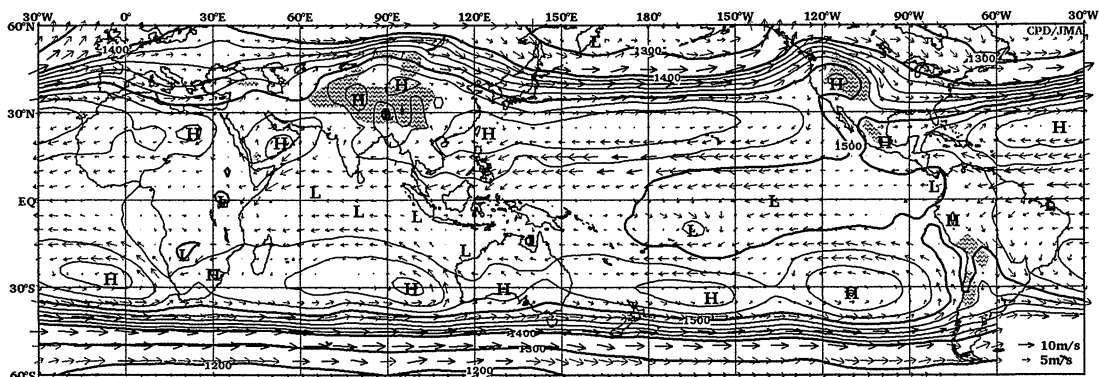 30°W 0° 30°E 60°E 90°E 120°E 150°E 180° 150°W 120°W 90°W 60°W 30°W
60°N
CPD/JMA
L
1300
1300
1400
1400
H H H
H
30°N
H H H H H
1500
L L L
EQ
L L L L
H
L
L L
H H
30°S
H H H H H
1500
1400
1300
10m/s
5m/s
1200
1200
60°S